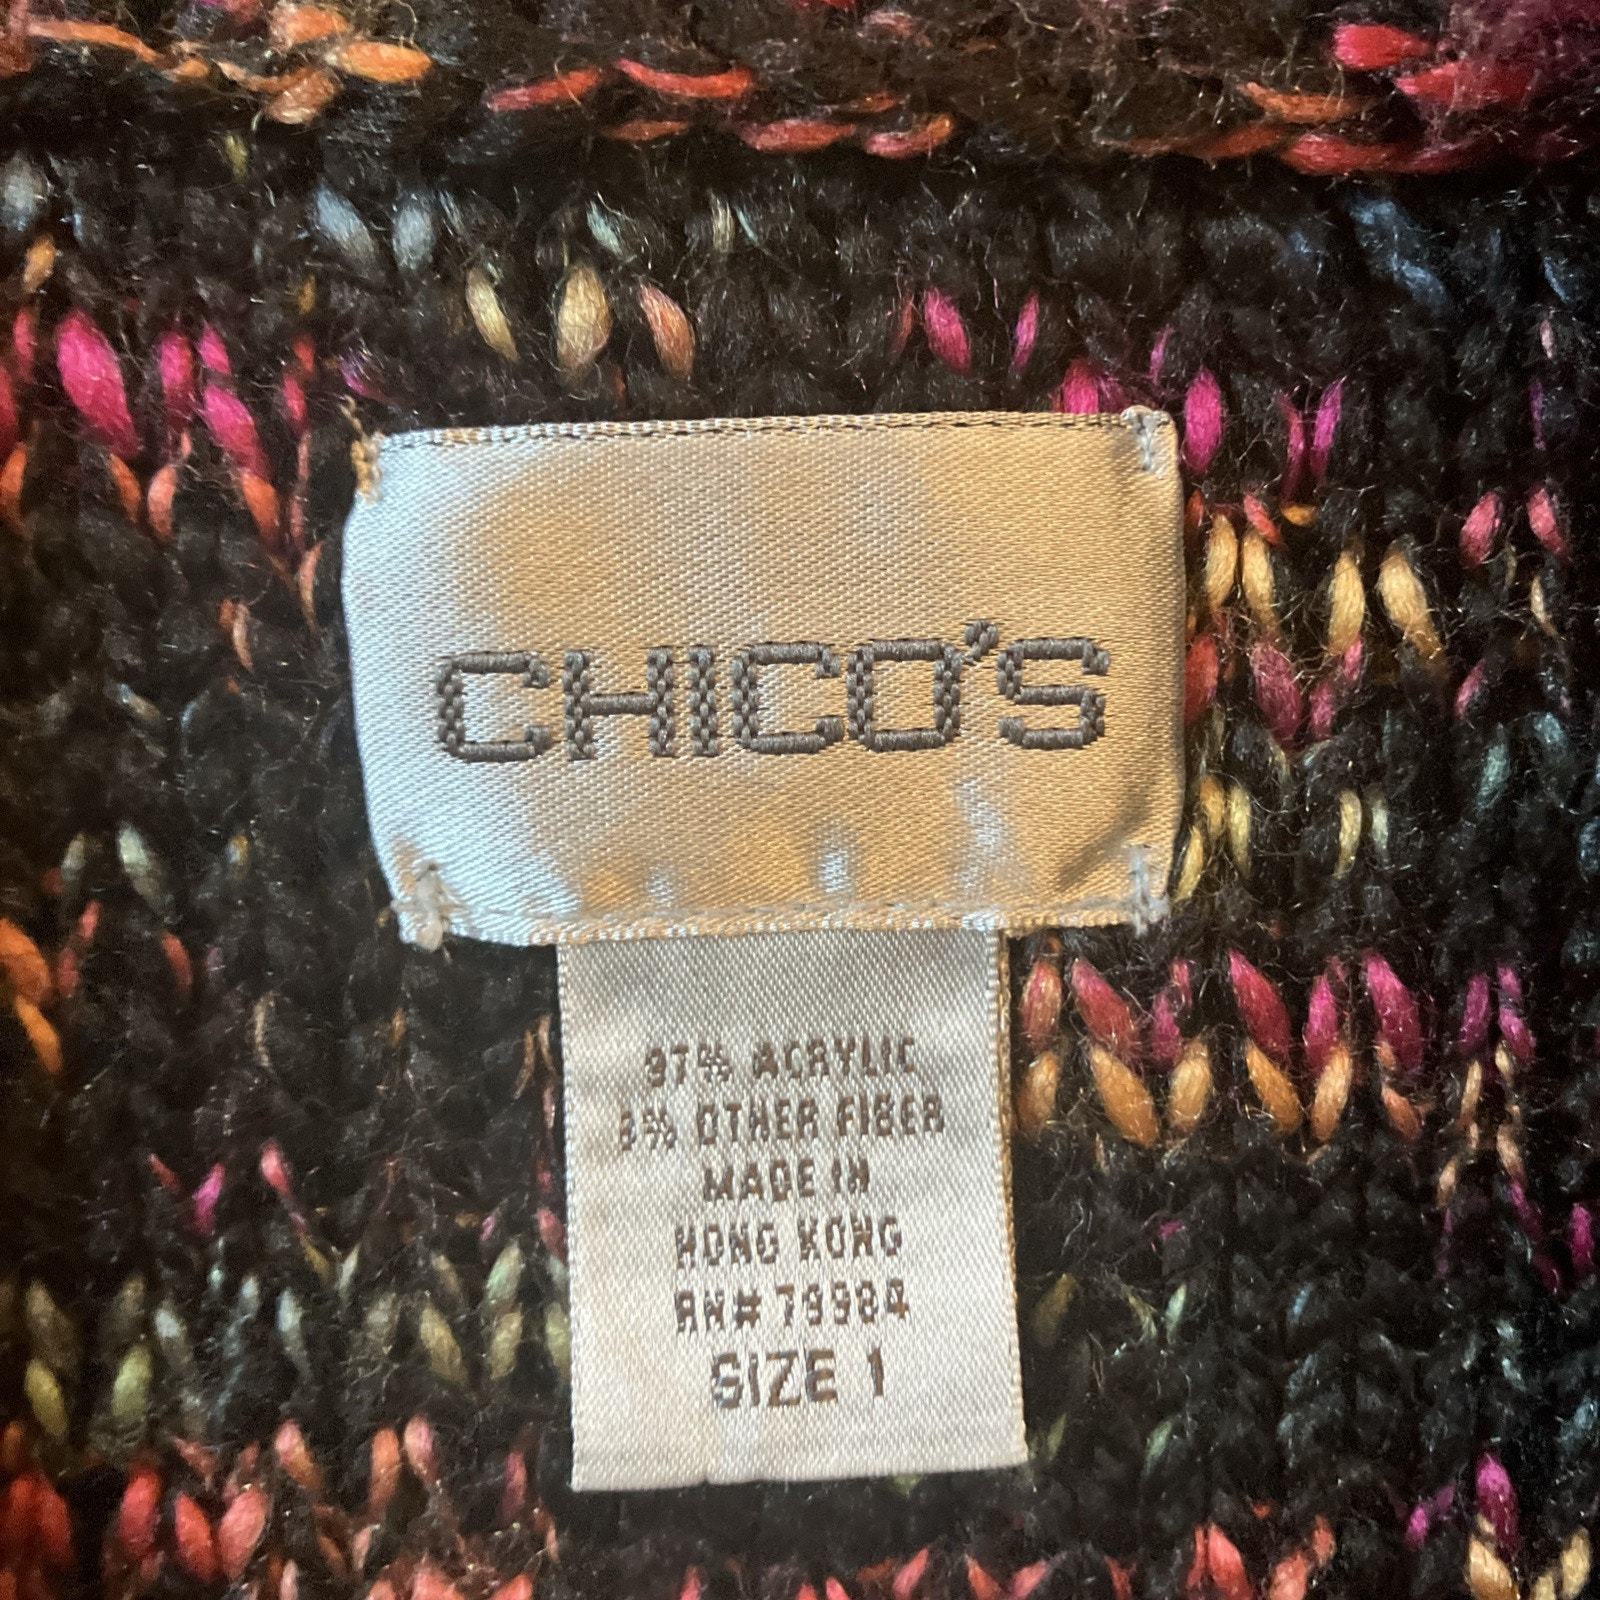 CHICO'S
97% ACRYLIC
3% OTHER FIBER
MADE IN
HONG KONG
RN# 79984
SIZE 1